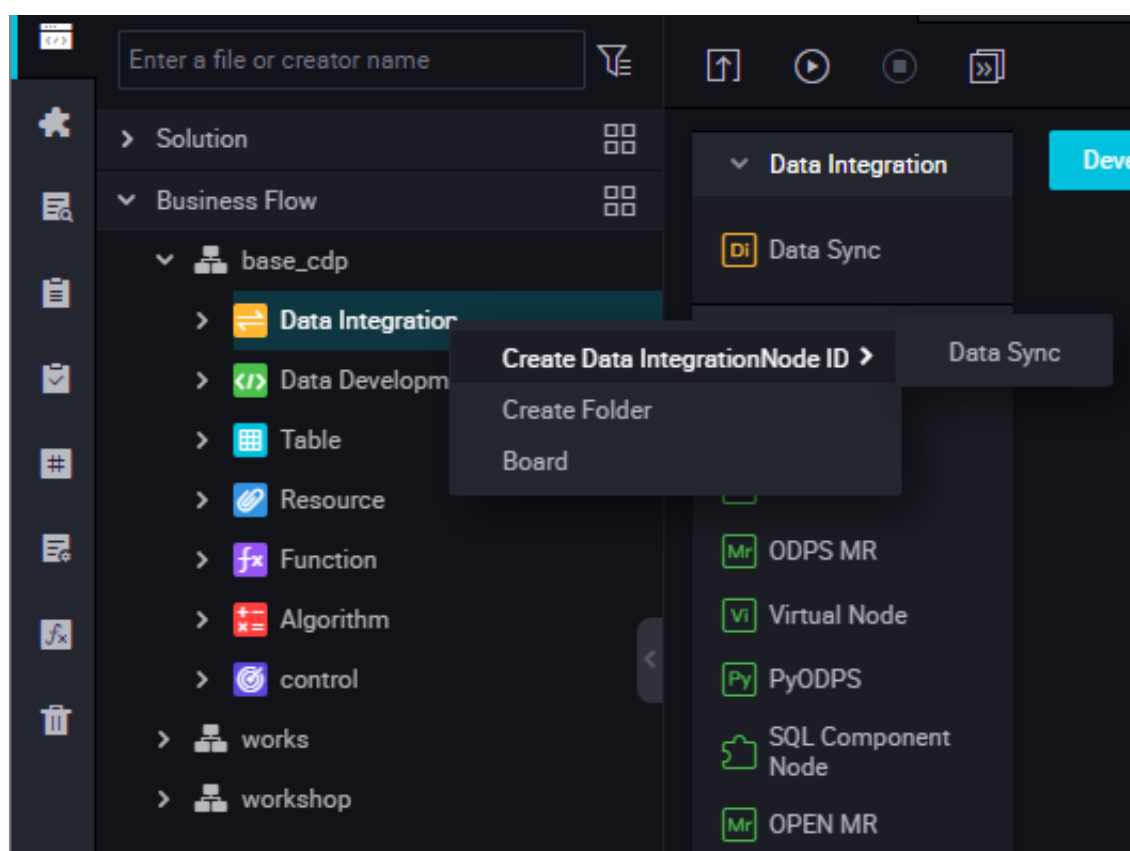 Enter a file or creator name
Solution
Business Flow
base_cdp
Data Integration
Data Developm
Table
Resource
Function
Algorithm
control
works
workshop
Create Data IntegrationNode ID
Create Folder
Board
Data Sync
Data Integration
Deve
Di Data Sync
Mr ODPS MR
Vi Virtual Node
Py PyODPS
SQL Component
Node
Mr OPEN MR